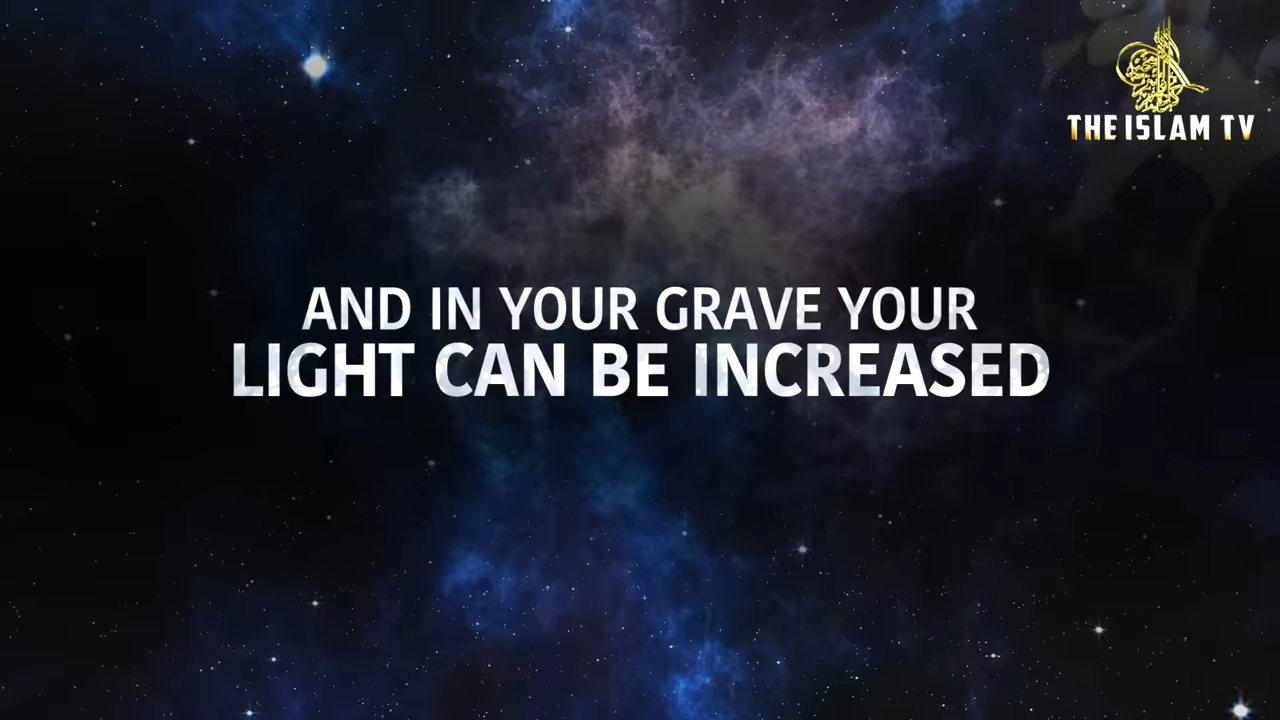 THE ISLAM TV
AND IN YOUR GRAVE YOUR
LIGHT CAN BE INCREASED